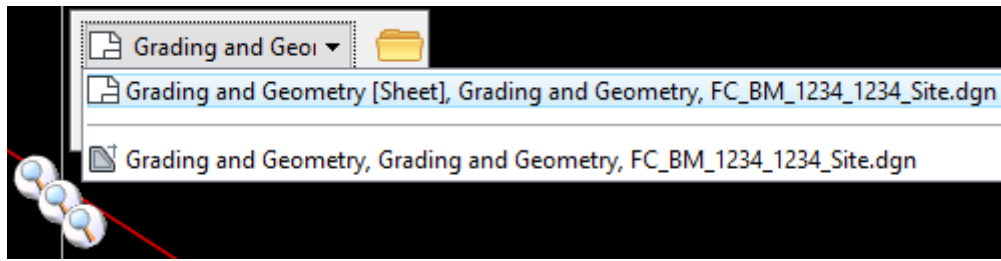 Grading and Geor
Grading and Geometry [Sheet], Grading and Geometry, FC_BM_1234_1234_Site.dgn
Grading and Geometry, Grading and Geometry, FC_BM_1234_1234_Site.dgn